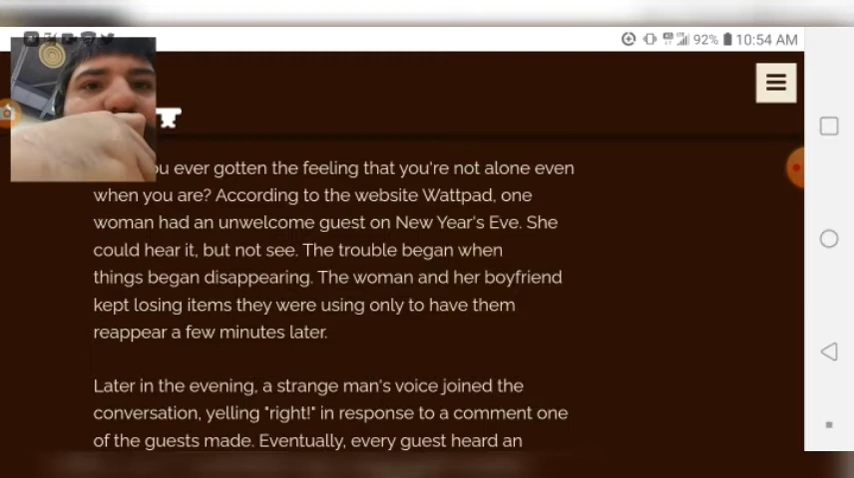 92% 10:54 AM
ou ever gotten the feeling that you're not alone even
when you are? According to the website Wattpad, one
woman had an unwelcome guest on New Year's Eve. She
could hear it, but not see. The trouble began when
things began disappearing. The woman and her boyfriend
kept losing items they were using only to have them
reappear a few minutes later.
Later in the evening, a strange man's voice joined the
conversation, yelling "right!" in response to a comment one
of the guests made. Eventually, every guest heard an